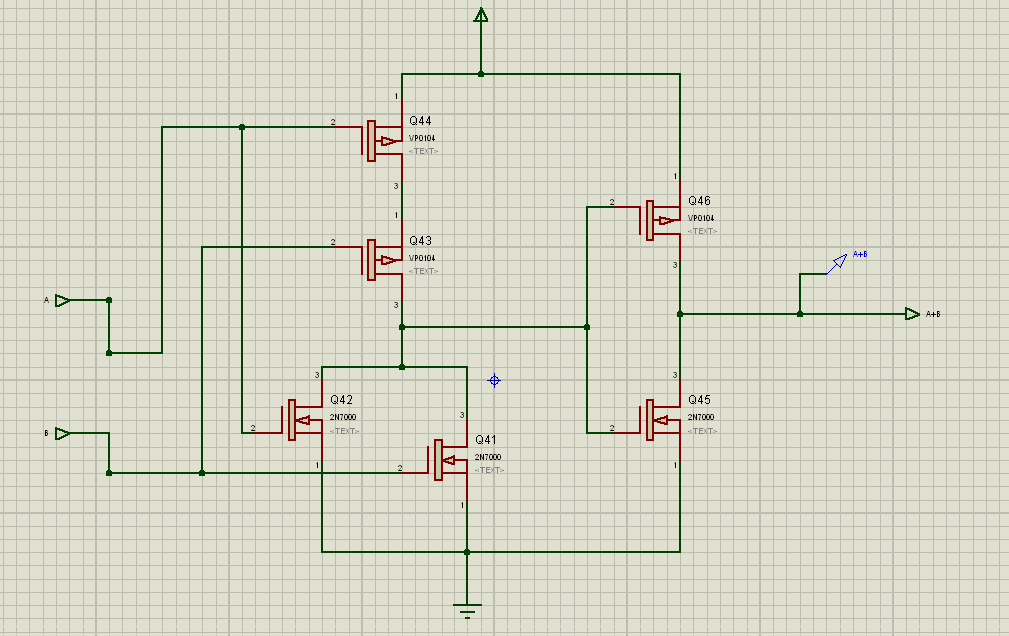 1
2
Q44
VP0104
<TEXT>
3
1
2
Q43
VP0104
<TEXT>
3
1
2
Q46
VP0104
<TEXT>
3
A+B
A
A+B
3
Q42
2N7000
<TEXT>
2
1
3
Q41
2N7000
<TEXT>
2
1
3
Q45
2N7000
<TEXT>
2
1
B